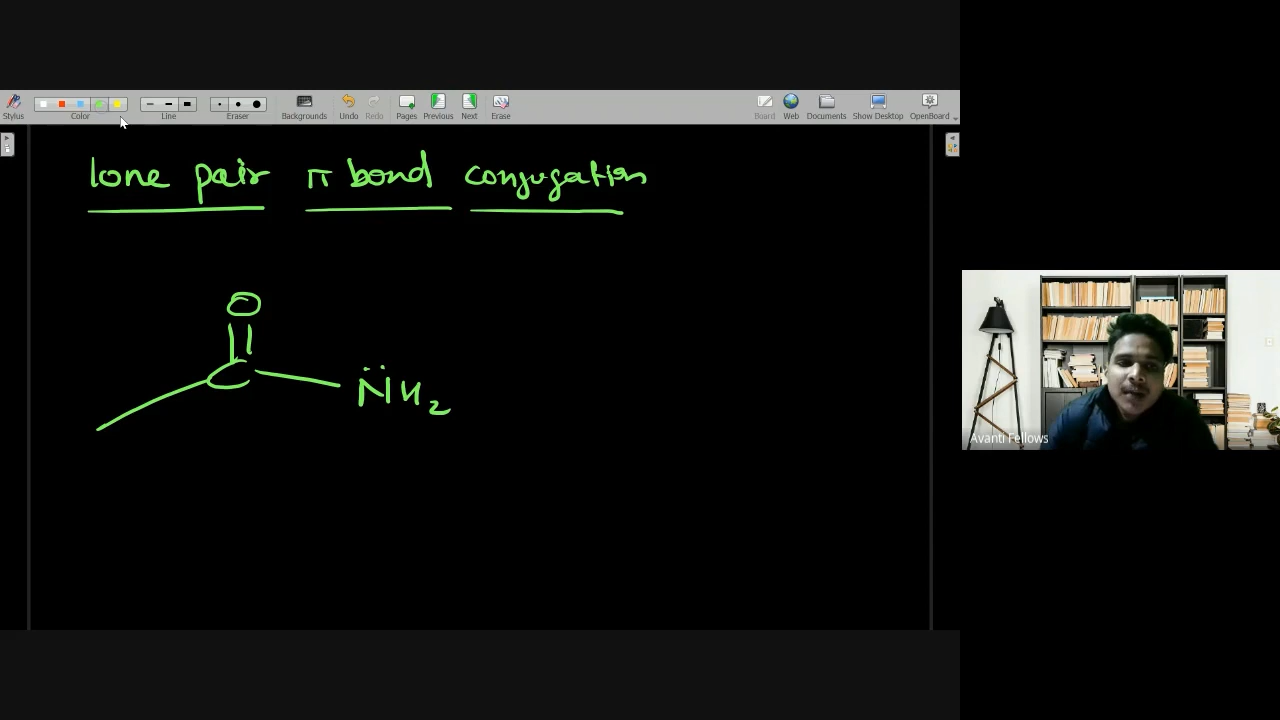 Stylus Color Line Eraser Backgrounds Undo Redo Pages Previous Next Erase Board Web Documents Show Desktop OpenBoard
lone pair π bond conjugation
O
C
N̈H₂
Avanti Fellows